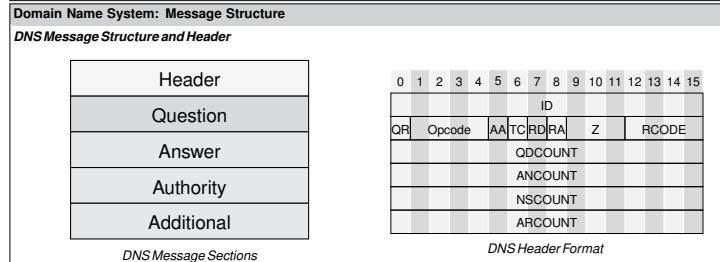 Domain Name System: Message Structure
DNS Message Structure and Header
Header
Question
Answer
Authority
Additional
DNS Message Sections
0 1 2 3 4 5 6 7 8 9 10 11 12 13 14 15
ID
QR Opcode AA TC RD RA Z RCODE
QDCOUNT
ANCOUNT
NSCOUNT
ARCOUNT
DNS Header Format